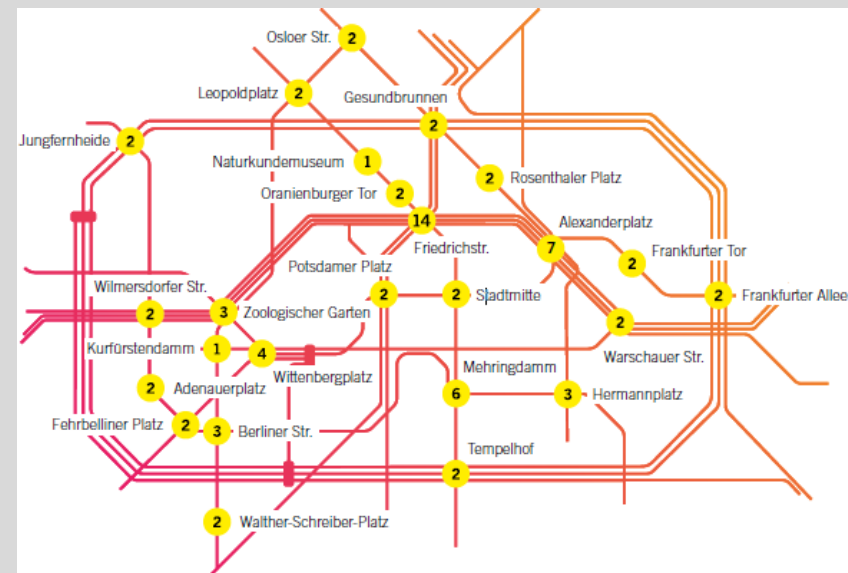 Osloer Str.
2
Leopoldplatz
2
Gesundbrunnen
2
Jungfernheide
2
Naturkundemuseum
1
Rosenthaler Platz
2
Oranienburger Tor
2
14
Friedrichstr.
Alexanderplatz
7
Frankfurter Tor
2
Potsdamer Platz
2
Stadtmitte
2
Frankfurter Allee
2
Wilmersdorfer Str.
2
Zoologischer Garten
3
Warschauer Str.
2
Kurfürstendamm
1
Wittenbergplatz
4
Adenauerplatz
2
Mehringdamm
6
Hermannplatz
3
Fehrbelliner Platz
2
Berliner Str.
3
Tempelhof
2
Walther-Schreiber-Platz
2